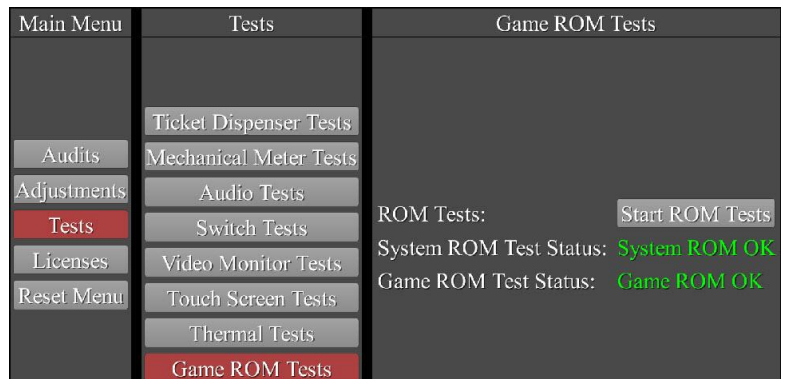 Main Menu
Audits
Adjustments
Tests
Licenses
Reset Menu
Tests
Ticket Dispenser Tests
Mechanical Meter Tests
Audio Tests
Switch Tests
Video Monitor Tests
Touch Screen Tests
Thermal Tests
Game ROM Tests
Game ROM Tests
ROM Tests: Start ROM Tests
System ROM Test Status: System ROM OK
Game ROM Test Status: Game ROM OK